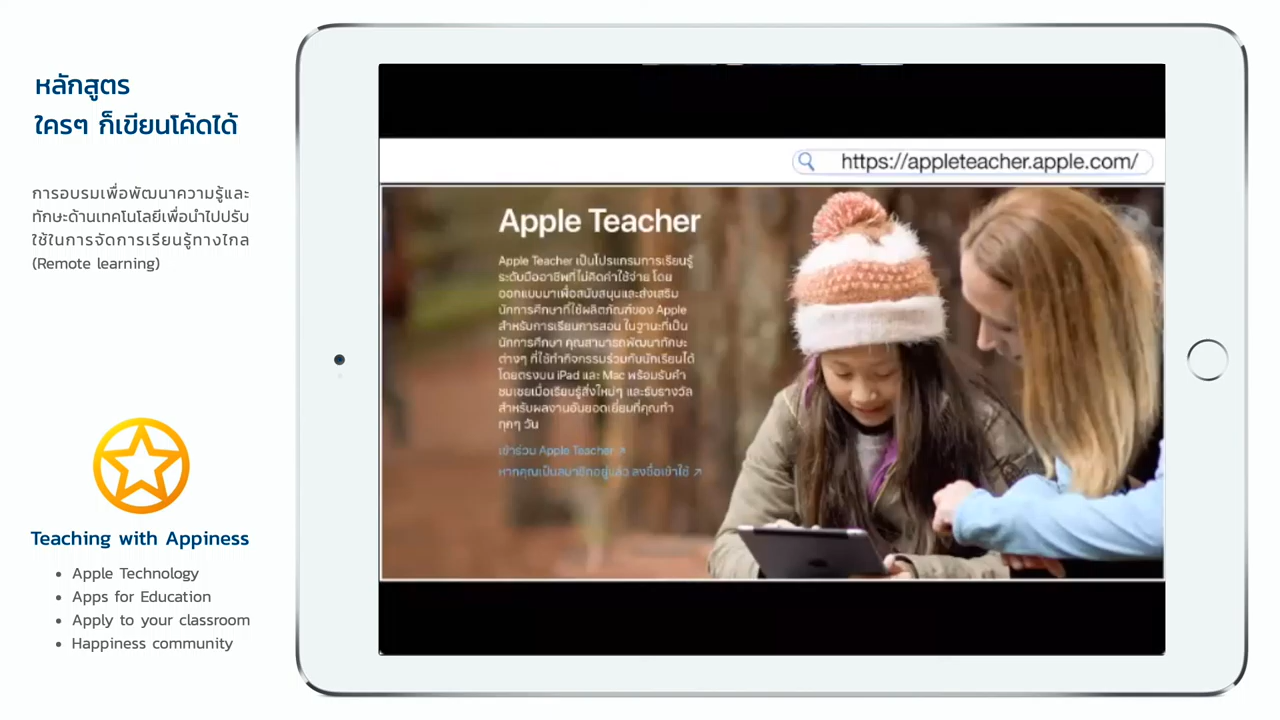 หลักสูตร
ใครๆ ก็เขียนโค้ดได้
การอบรมเพื่อพัฒนาความรู้และ
ทักษะด้านเทคโนโลยีเพื่อนำไปปรับ
ใช้ในการจัดการเรียนรู้ทางไกล
(Remote learning)
Teaching with Appiness
• Apple Technology
• Apps for Education
• Apply to your classroom
• Happiness community
https://appleteacher.apple.com/
Apple Teacher
Apple Teacher เป็นโปรแกรมการเรียนรู้
ระดับมืออาชีพที่ไม่คิดค่าใช้จ่าย โดย
ออกแบบมาเพื่อสนับสนุนและส่งเสริม
นักการศึกษาที่ใช้ผลิตภัณฑ์ของ Apple
สำหรับการเรียนการสอน ในฐานะที่เป็น
นักการศึกษา คุณสามารถพัฒนาทักษะ
ต่างๆ ที่ใช้ทำกิจกรรมร่วมกับนักเรียนได้
โดยตรงบน iPad และ Mac พร้อมรับคำ
ชมเชยเมื่อเรียนรู้สิ่งใหม่ๆ และรับรางวัล
สำหรับผลงานอันยอดเยี่ยมที่คุณทำ
ทุกๆ วัน
เข้าร่วม Apple Teacher ↗
หากคุณเป็นสมาชิกอยู่แล้ว ลงชื่อเข้าใช้ ↗